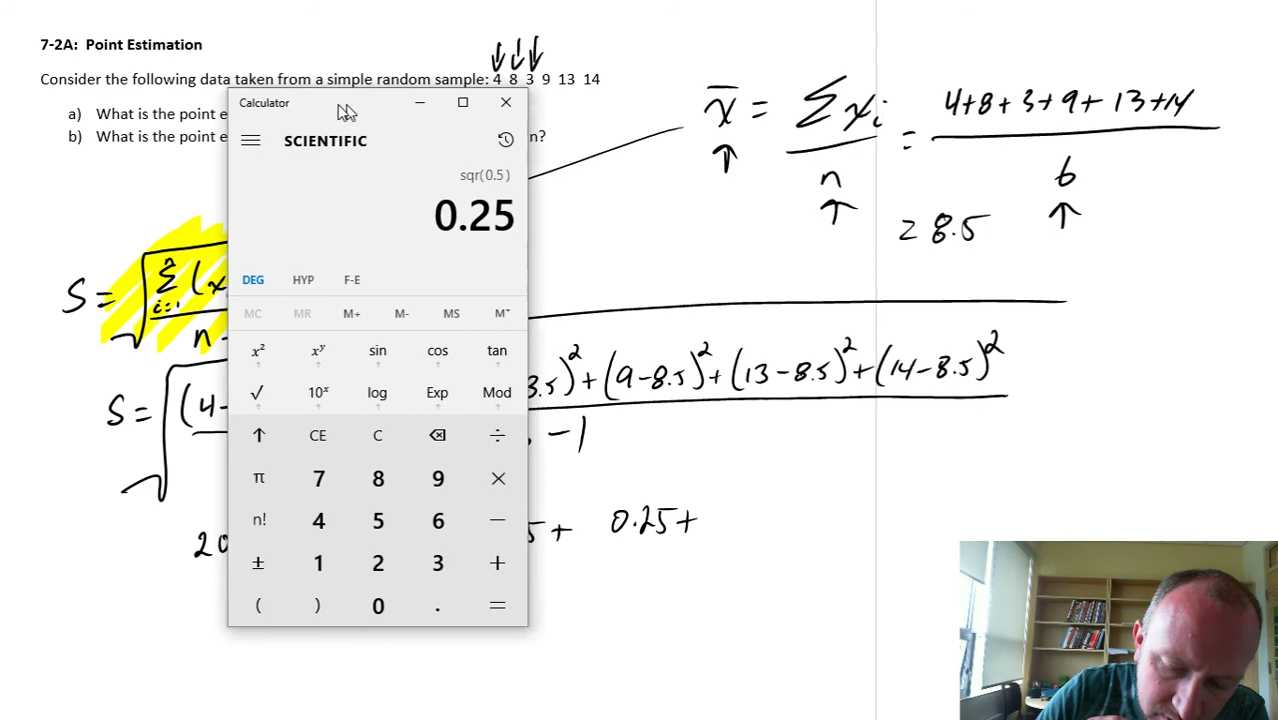 7-2A: Point Estimation
Consider the following data taken from a simple random sample: 4 8 3 9 13 14
a) What is the point e
b) What is the point e n?
x̄ = Σxi / n = 4+8+3+9+13+14 / 6
= 8.5
S = √ Σ (x
n
i=1
n-
S = √ (4- 8.5)² + (9-8.5)² + (13-8.5)² + (14-8.5)²
-1
20 5 + 0.25 +
Calculator
SCIENTIFIC
sqr(0.5)
0.25
DEG HYP F-E
MC MR M+ M- MS M˅
x² xʸ sin cos tan
√ 10ˣ log Exp Mod
↑ CE C ⌫ ÷
π 7 8 9 ×
n! 4 5 6 −
± 1 2 3 +
( ) 0 . =